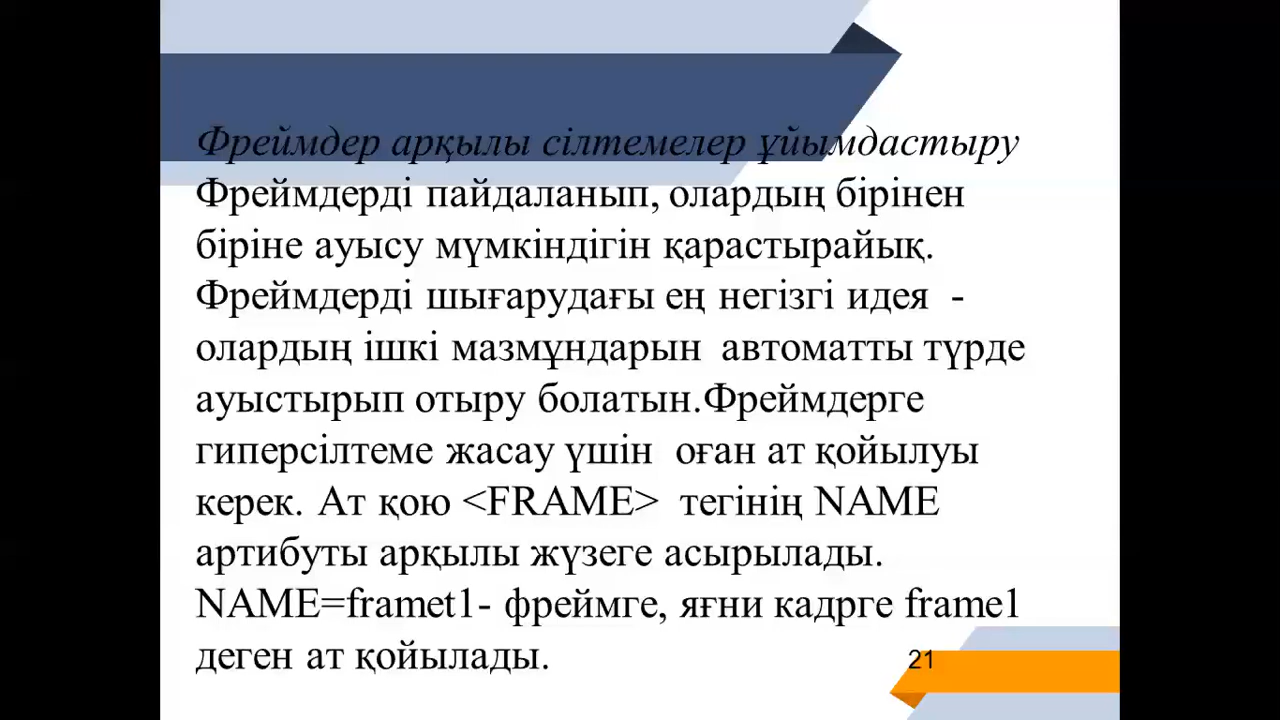 Фреймдер арқылы сілтемелер ұйымдастыру
Фреймдерді пайдаланып, олардың бірінен
біріне ауысу мүмкіндігін қарастырайық.
Фреймдерді шығарудағы ең негізгі идея -
олардың ішкі мазмұндарын автоматты түрде
ауыстырып отыру болатын.Фреймдерге
гиперсілтеме жасау үшін оған ат қойылуы
керек. Ат қою <FRAME> тегінің NAME
артибуты арқылы жүзеге асырылады.
NAME=framet1- фреймге, яғни кадрге frame1
деген ат қойылады.
21